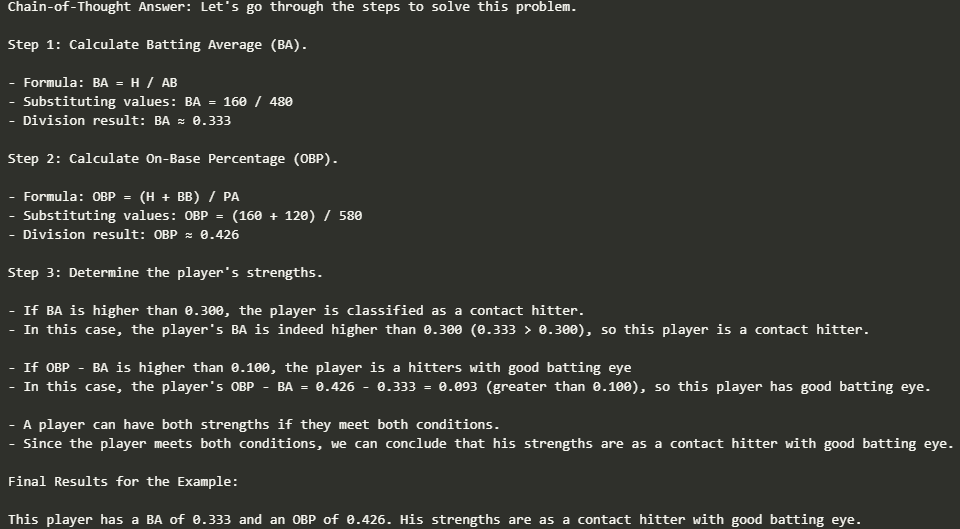 Chain-of-Thought Answer: Let's go through the steps to solve this problem.
Step 1: Calculate Batting Average (BA).
- Formula: BA = H / AB
- Substituting values: BA = 160 / 480
- Division result: BA ≈ 0.333
Step 2: Calculate On-Base Percentage (OBP).
- Formula: OBP = (H + BB) / PA
- Substituting values: OBP = (160 + 120) / 580
- Division result: OBP ≈ 0.426
Step 3: Determine the player's strengths.
- If BA is higher than 0.300, the player is classified as a contact hitter.
- In this case, the player's BA is indeed higher than 0.300 (0.333 > 0.300), so this player is a contact hitter.
- If OBP - BA is higher than 0.100, the player is a hitters with good batting eye
- In this case, the player's OBP - BA = 0.426 - 0.333 = 0.093 (greater than 0.100), so this player has good batting eye.
- A player can have both strengths if they meet both conditions.
- Since the player meets both conditions, we can conclude that his strengths are as a contact hitter with good batting eye.
Final Results for the Example:
This player has a BA of 0.333 and an OBP of 0.426. His strengths are as a contact hitter with good batting eye.